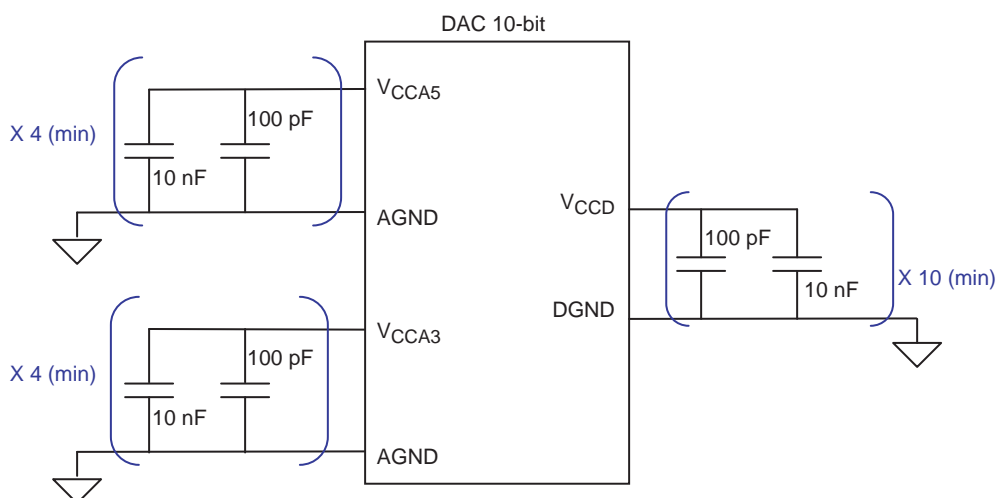 DAC 10-bit
VCCA5
100 pF
X 4 (min)
10 nF
AGND
VCCD
100 pF
X 10 (min)
10 nF
DGND
VCCA3
100 pF
X 4 (min)
10 nF
AGND